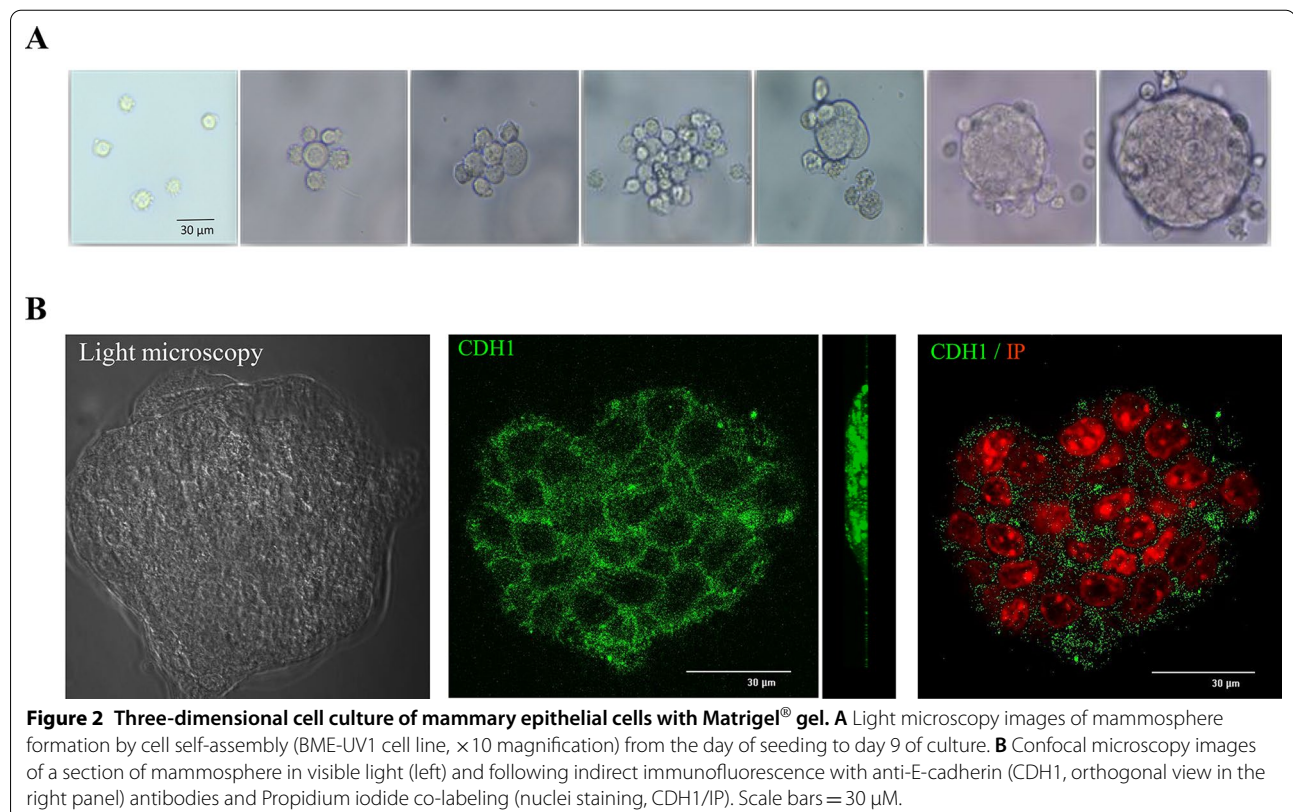 A
30 μm
B
Light microscopy
CDH1
CDH1 / IP
30 μm
30 μm
Figure 2 Three-dimensional cell culture of mammary epithelial cells with Matrigel® gel. A Light microscopy images of mammosphere
formation by cell self-assembly (BME-UV1 cell line, ×10 magnification) from the day of seeding to day 9 of culture. B Confocal microscopy images
of a section of mammosphere in visible light (left) and following indirect immunofluorescence with anti-E-cadherin (CDH1, orthogonal view in the
right panel) antibodies and Propidium iodide co-labeling (nuclei staining, CDH1/IP). Scale bars = 30 μM.